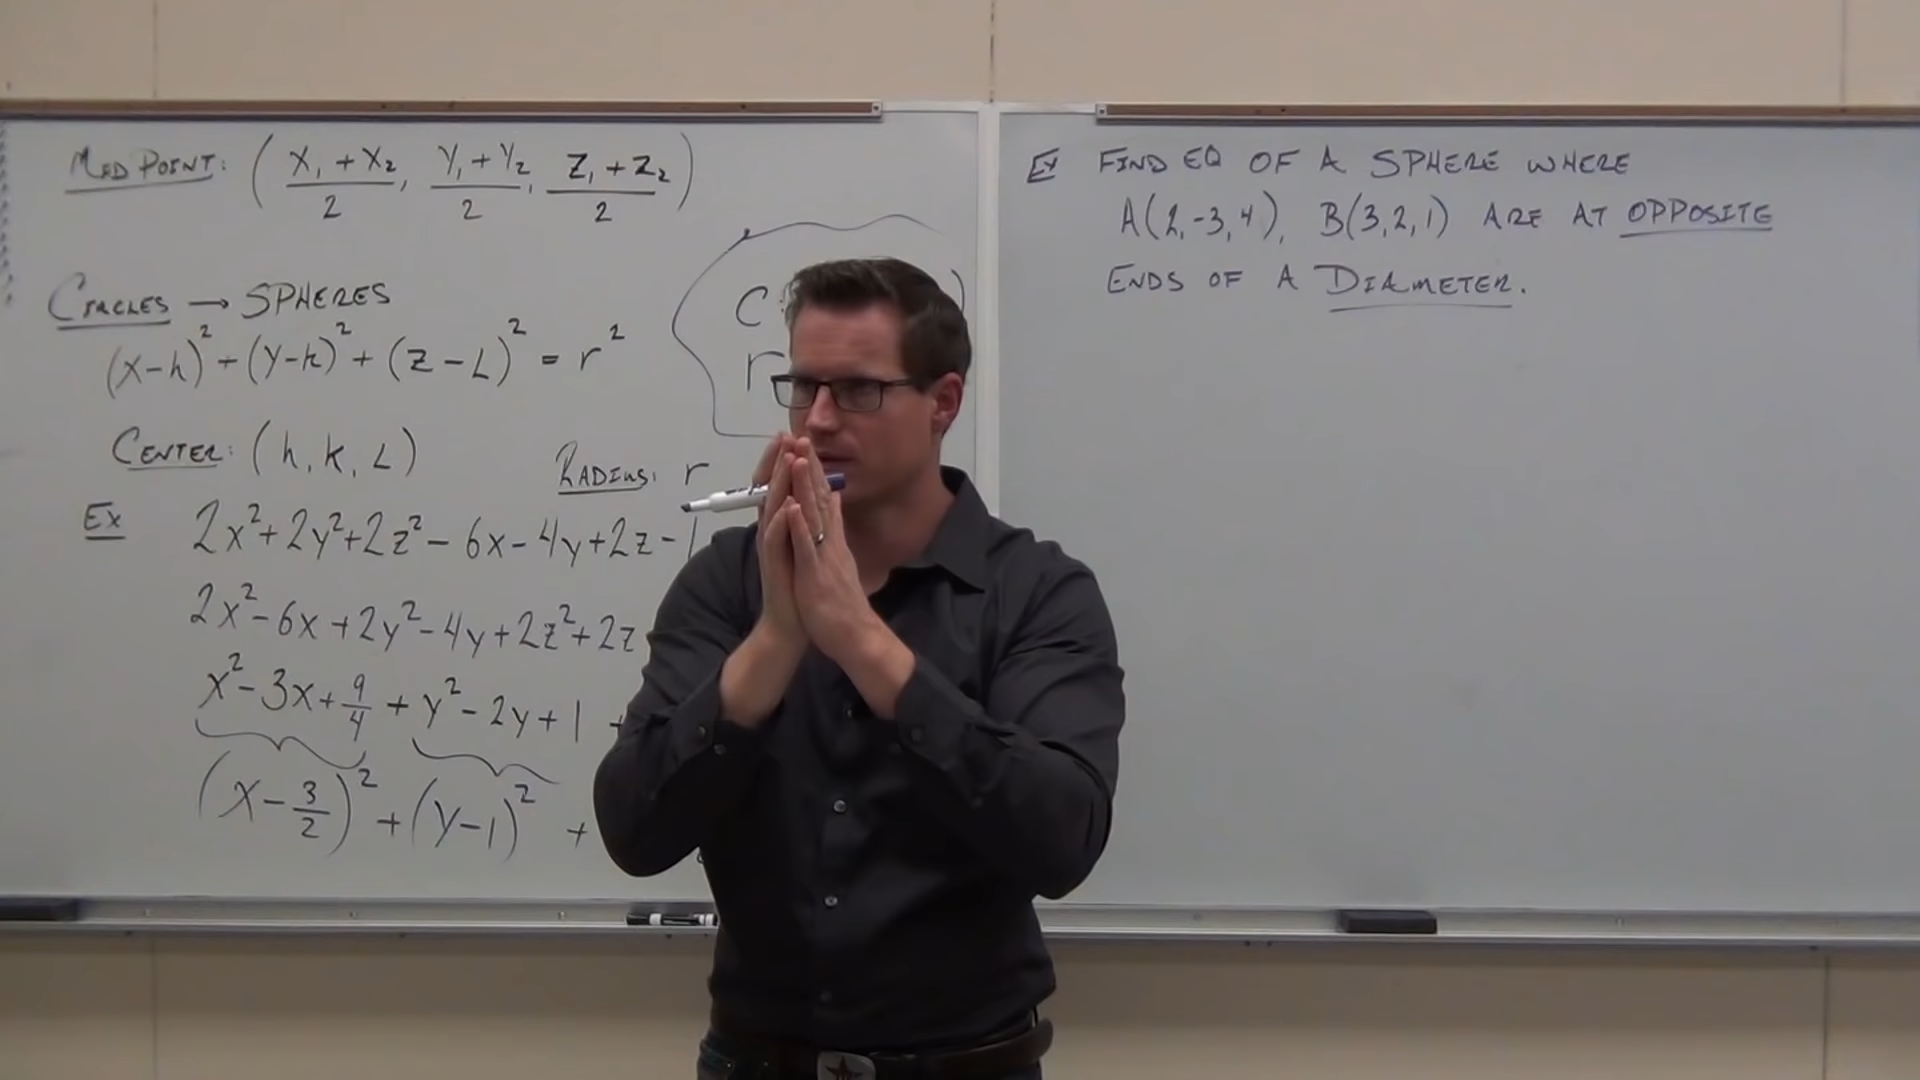 MIDPOINT: ( X₁ + X₂ / 2, Y₁ + Y₂ / 2, Z₁ + Z₂ / 2 )
CIRCLES → SPHERES
(X-h)² + (Y-k)² + (Z-L)² = r²
C:
r
CENTER: (h, k, L)
RADIUS: r
EX 2x² + 2y² + 2z² - 6x - 4y + 2z - 1
2x² - 6x + 2y² - 4y + 2z² + 2z
x² - 3x + 9/4 + y² - 2y + 1 +
(x - 3/2)² + (y - 1)² +
EX FIND EQ OF A SPHERE WHERE
A(2, -3, 4), B(3, 2, 1) ARE AT OPPOSITE
ENDS OF A DIAMETER.